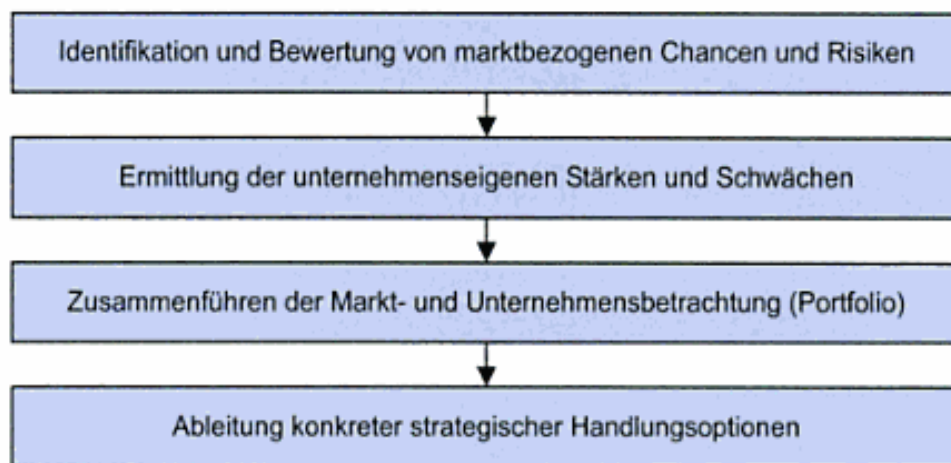 Identifikation und Bewertung von marktbezogenen Chancen und Risiken
Ermittlung der unternehmenseigenen Stärken und Schwächen
Zusammenführen der Markt- und Unternehmensbetrachtung (Portfolio)
Ableitung konkreter strategischer Handlungsoptionen